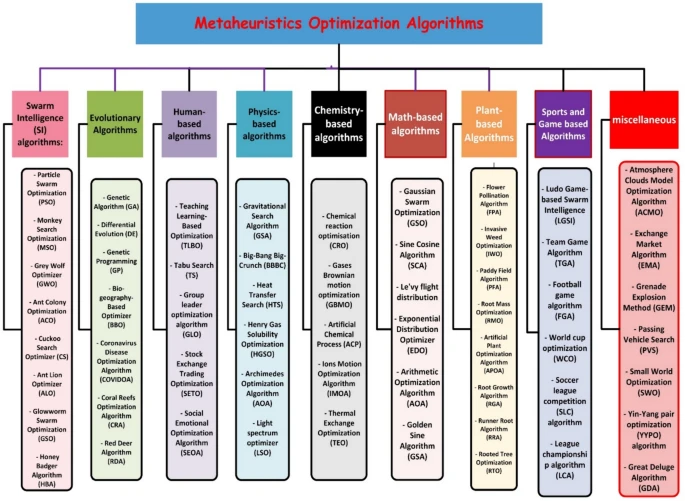 Metaheuristics Optimization Algorithms
Swarm
Intelligence
(SI)
algorithms:
- Particle
Swarm
Optimization
(PSO)
- Monkey
Search
Optimization
(MSO)
- Grey Wolf
Optimizer
(GWO)
- Ant Colony
Optimization
(ACO)
- Cuckoo
Search
Optimizer (CS)
- Ant Lion
Optimizer
(ALO)
- Glowworm
Swarm
Optimization
(GSO)
- Honey
Badger
Algorithm
(HBA)
Evolutionary
Algorithms
- Genetic
Algorithm (GA)
- Differential
Evolution (DE)
- Genetic
Programming
(GP)
- Bio-
geography-
Based
Optimizer
(BBO)
- Coronavirus
Disease
Optimization
Algorithm
(COVIDOA)
- Coral Reefs
Optimization
Algorithm
(CRA)
- Red Deer
Algorithm
(RDA)
Human-
based
algorithms
- Teaching
Learning-
Based
Optimization
(TLBO)
- Tabu Search
(TS)
- Group
leader
optimization
algorithm
(GLO)
- Stock
Exchange
Trading
Optimization
(SETO)
- Social
Emotional
Optimization
Algorithm
(SEOA)
Physics-
based
algorithms
- Gravitational
Search
Algorithm
(GSA)
- Big-Bang Big-
Crunch (BBBC)
- Heat
Transfer
Search (HTS)
- Henry Gas
Solubility
Optimization
(HGSO)
- Archimedes
Optimization
Algorithm
(AOA)
- Light
spectrum
optimizer
(LSO)
Chemistry-
based
algorithms
- Chemical
reaction
optimisation
(CRO)
- Gases
Brownian
motion
optimization
(GBMO)
- Artificial
Chemical
Process (ACP)
- Ions Motion
Optimization
Algorithm
(IMOA)
- Thermal
Exchange
Optimization
(TEO)
Math-based
algorithms
- Gaussian
Swarm
Optimization
(GSO)
- Sine Cosine
Algorithm
(SCA)
- Le'vy flight
distribution
- Exponential
Distribution
Optimizer
(EDO)
- Arithmetic
Optimization
Algorithm
(AOA)
- Golden
Sine
Algorithm
(GSA)
Plant-
based
Algorithms
- Flower
Pollination
Algorithm
(FPA)
- Invasive
Weed
Optimization
(IWO)
- Paddy Field
Algorithm
(PFA)
- Root Mass
Optimization
(RMO)
- Artificial
Plant
Optimization
Algorithm
(APOA)
- Root Growth
Algorithm
(RGA)
- Runner Root
Algorithm
(RRA)
- Rooted Tree
Optimization
(RTO)
Sports and
Game based
Algorithms
- Ludo Game-
based Swarm
Intelligence
(LGSI)
- Team Game
Algorithm
(TGA)
- Football
game
algorithm
(FGA)
- World cup
optimization
(WCO)
- Soccer
league
competition
(SLC)
algorithm
- League
championshi
p algorithm
(LCA)
miscellaneous
- Atmosphere
Clouds Model
Optimization
Algorithm
(ACMO)
- Exchange
Market
Algorithm
(EMA)
- Grenade
Explosion
Method (GEM)
- Passing
Vehicle Search
(PVS)
- Small World
Optimization
(SWO)
- Yin-Yang pair
optimization
(YYPO)
algorithm
- Great Deluge
Algorithm
(GDA)